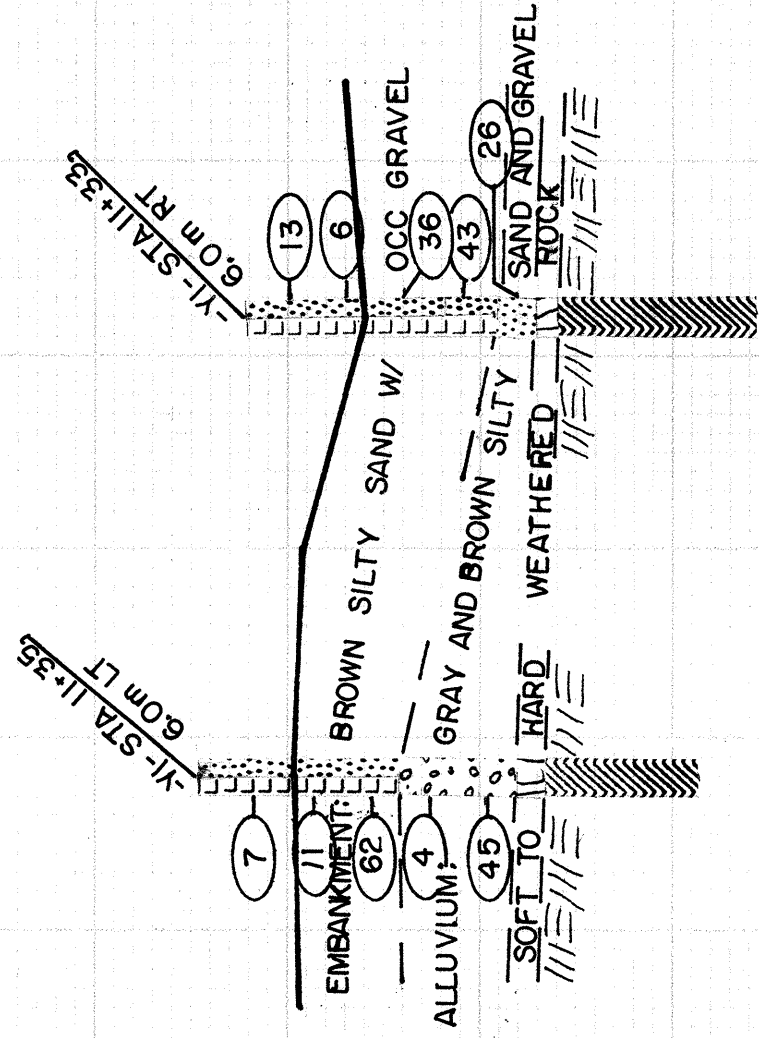 -Y1- STA 11+35,
6.0m LT
-Y1- STA 11+33,
6.0m RT
7
11
62
4
45
13
6
36
43
26
EMBANKMENT: BROWN SILTY SAND W/ OCC GRAVEL
ALLUVIUM: GRAY AND BROWN SILTY SAND AND GRAVEL
SOFT TO HARD WEATHERED ROCK